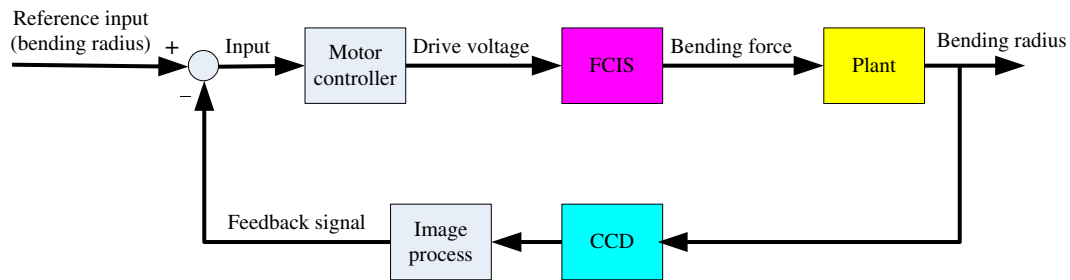 Reference input
(bending radius)
+
Input
Motor
controller
Drive voltage
FCIS
Bending force
Plant
Bending radius
−
Feedback signal
Image
process
CCD